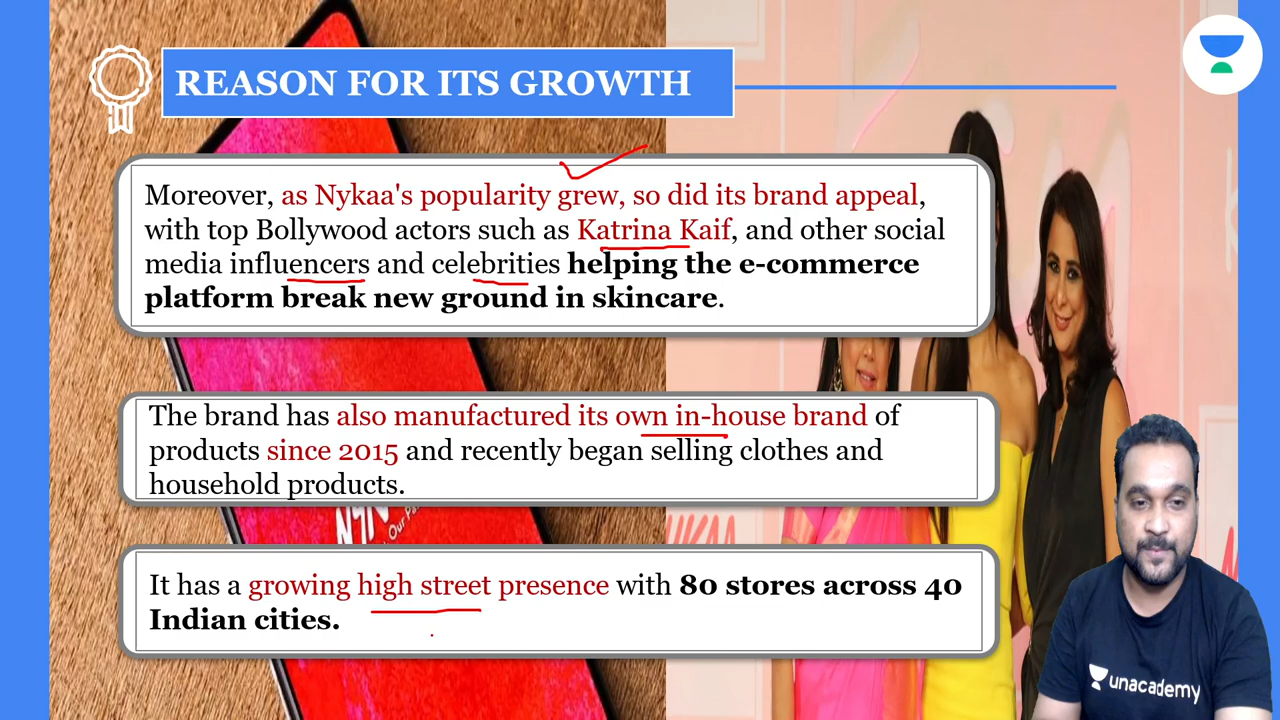 REASON FOR ITS GROWTH
Moreover, as Nykaa's popularity grew, so did its brand appeal,
with top Bollywood actors such as Katrina Kaif, and other social
media influencers and celebrities helping the e-commerce
platform break new ground in skincare.
The brand has also manufactured its own in-house brand of
products since 2015 and recently began selling clothes and
household products.
It has a growing high street presence with 80 stores across 40
Indian cities.
unacademy